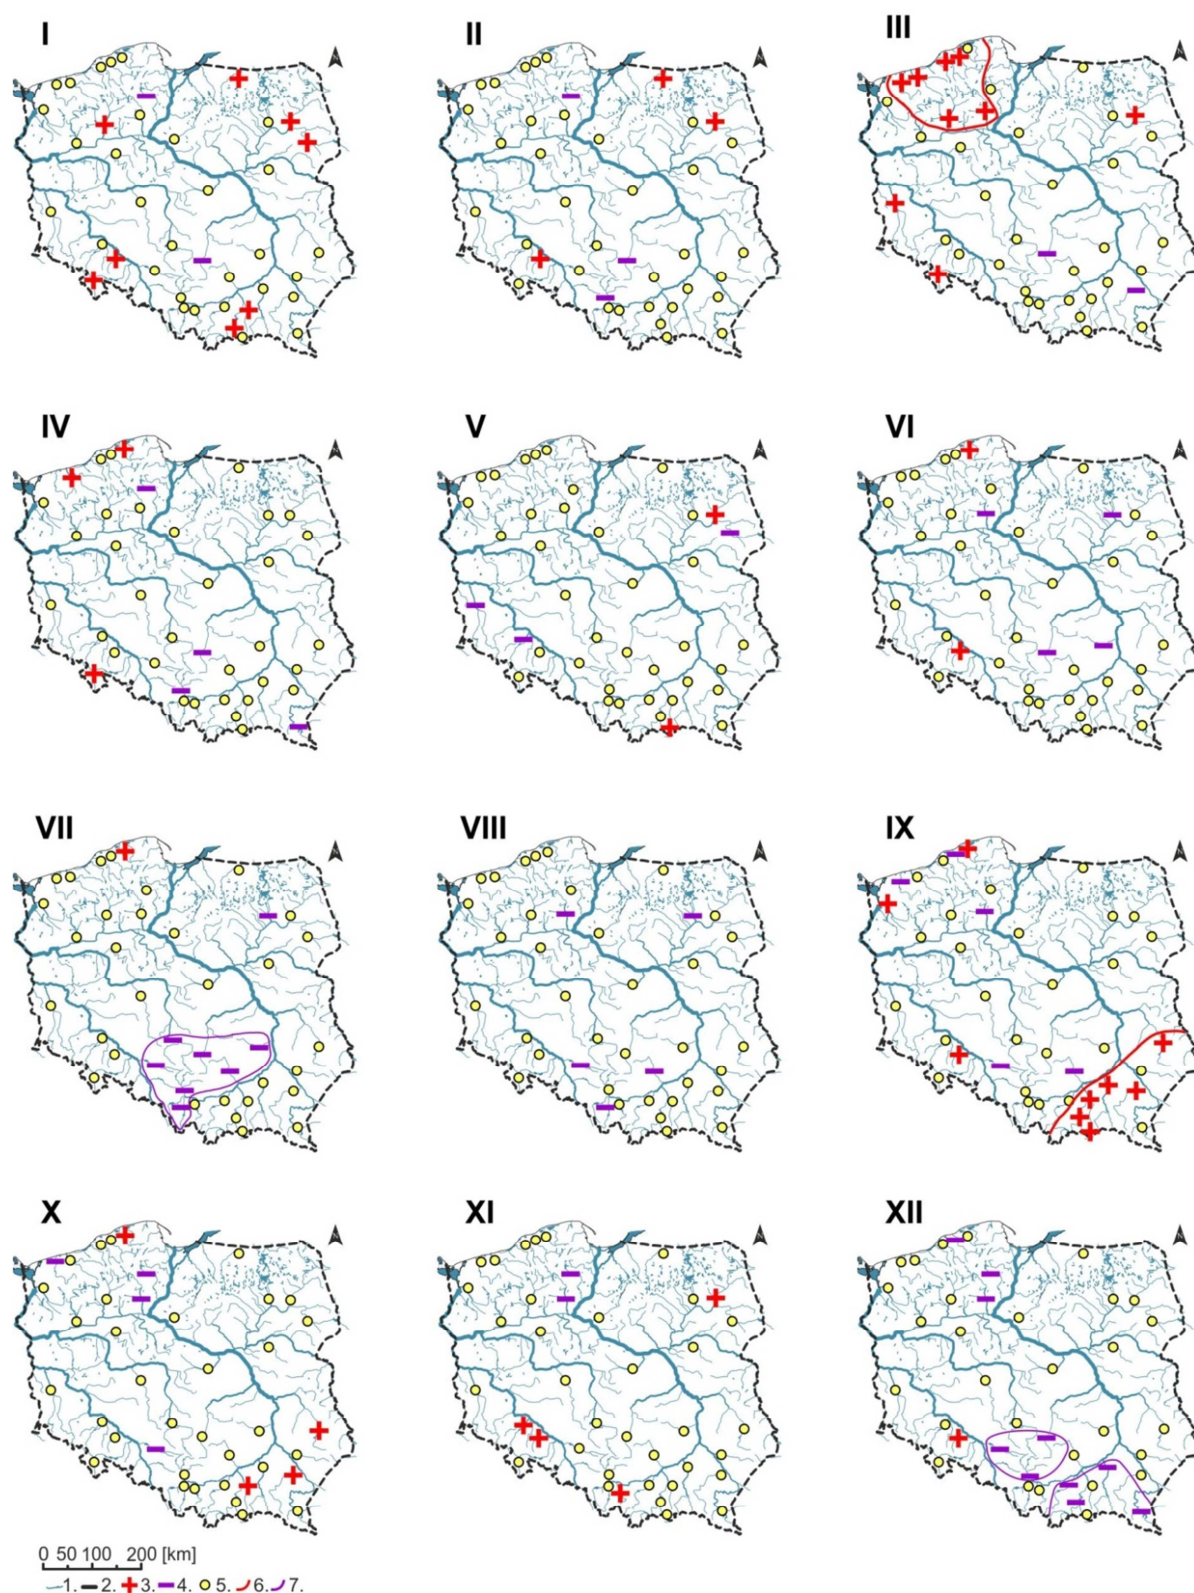 I II III
IV V VI
VII VIII IX
X XI XII
0 50 100 200 [km]
1. 2. 3. 4. 5. 6. 7.